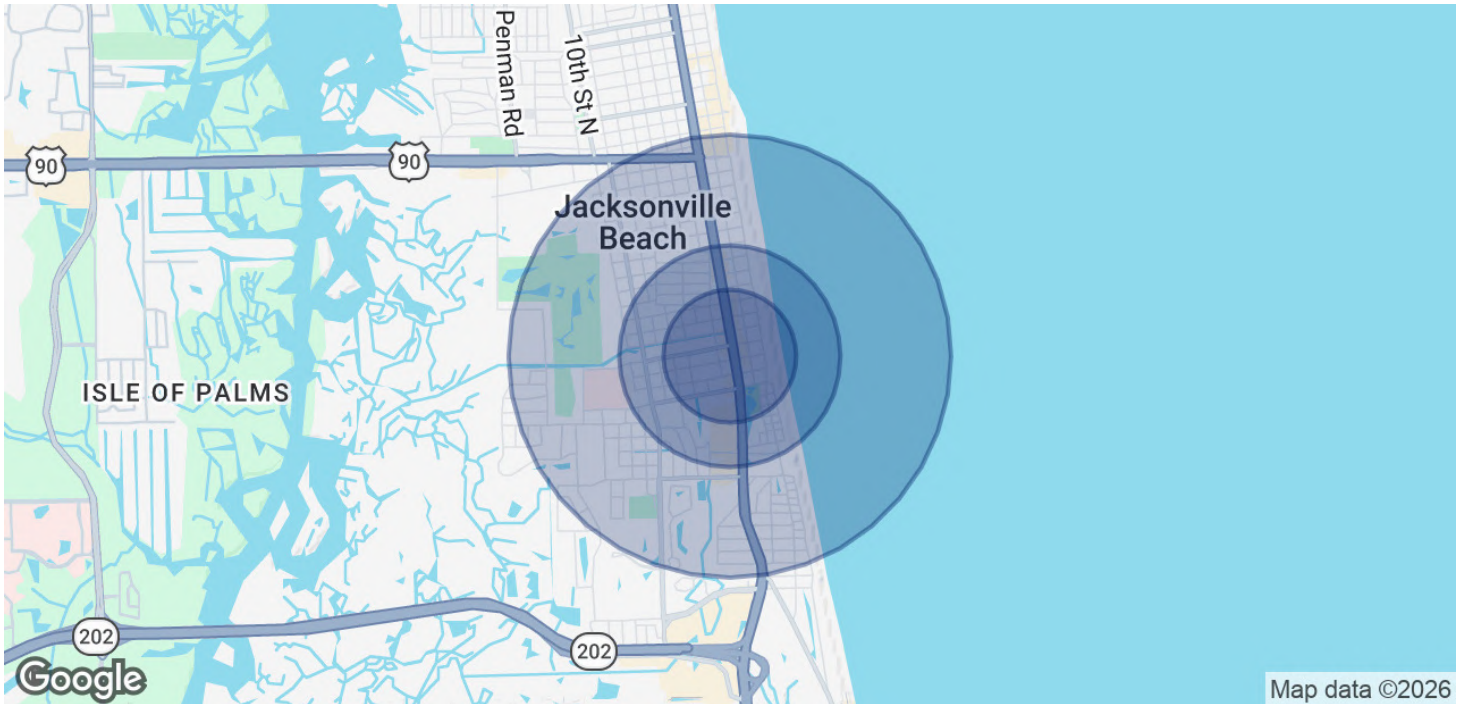 Penman Rd
10th St N
90
90
Jacksonville
Beach
ISLE OF PALMS
202
202
Google
Map data ©2026